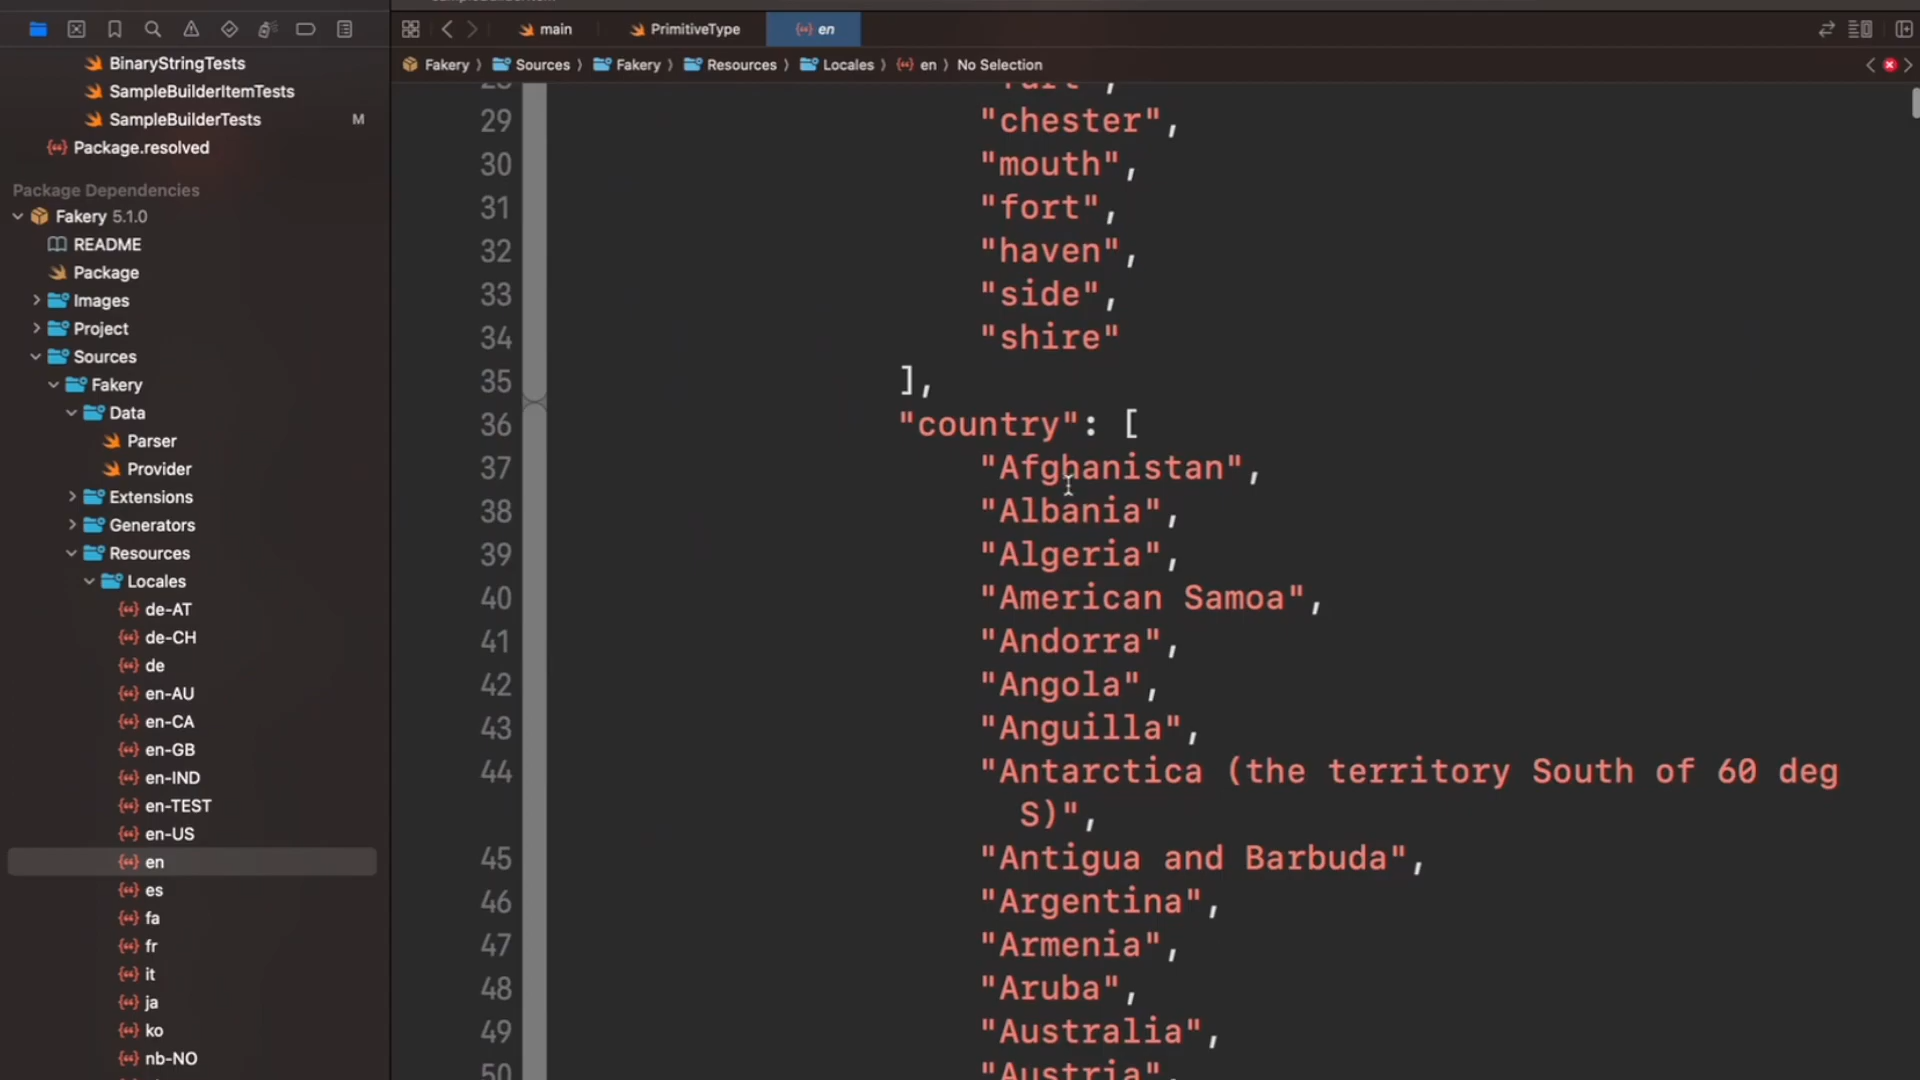 main
PrimitiveType
en
Fakery
Sources
Fakery
Resources
Locales
en
No Selection
BinaryStringTests
SampleBuilderItemTests
SampleBuilderTests M
Package.resolved
Package Dependencies
Fakery 5.1.0
README
Package
Images
Project
Sources
Fakery
Data
Parser
Provider
Extensions
Generators
Resources
Locales
de-AT
de-CH
de
en-AU
en-CA
en-GB
en-IND
en-TEST
en-US
en
es
fa
fr
it
ja
ko
nb-NO
29 "chester",
30 "mouth",
31 "fort",
32 "haven",
33 "side",
34 "shire"
35 ],
36 "country": [
37 "Afghanistan",
38 "Albania",
39 "Algeria",
40 "American Samoa",
41 "Andorra",
42 "Angola",
43 "Anguilla",
44 "Antarctica (the territory South of 60 deg
S)",
45 "Antigua and Barbuda",
46 "Argentina",
47 "Armenia",
48 "Aruba",
49 "Australia",
50 "Austria",